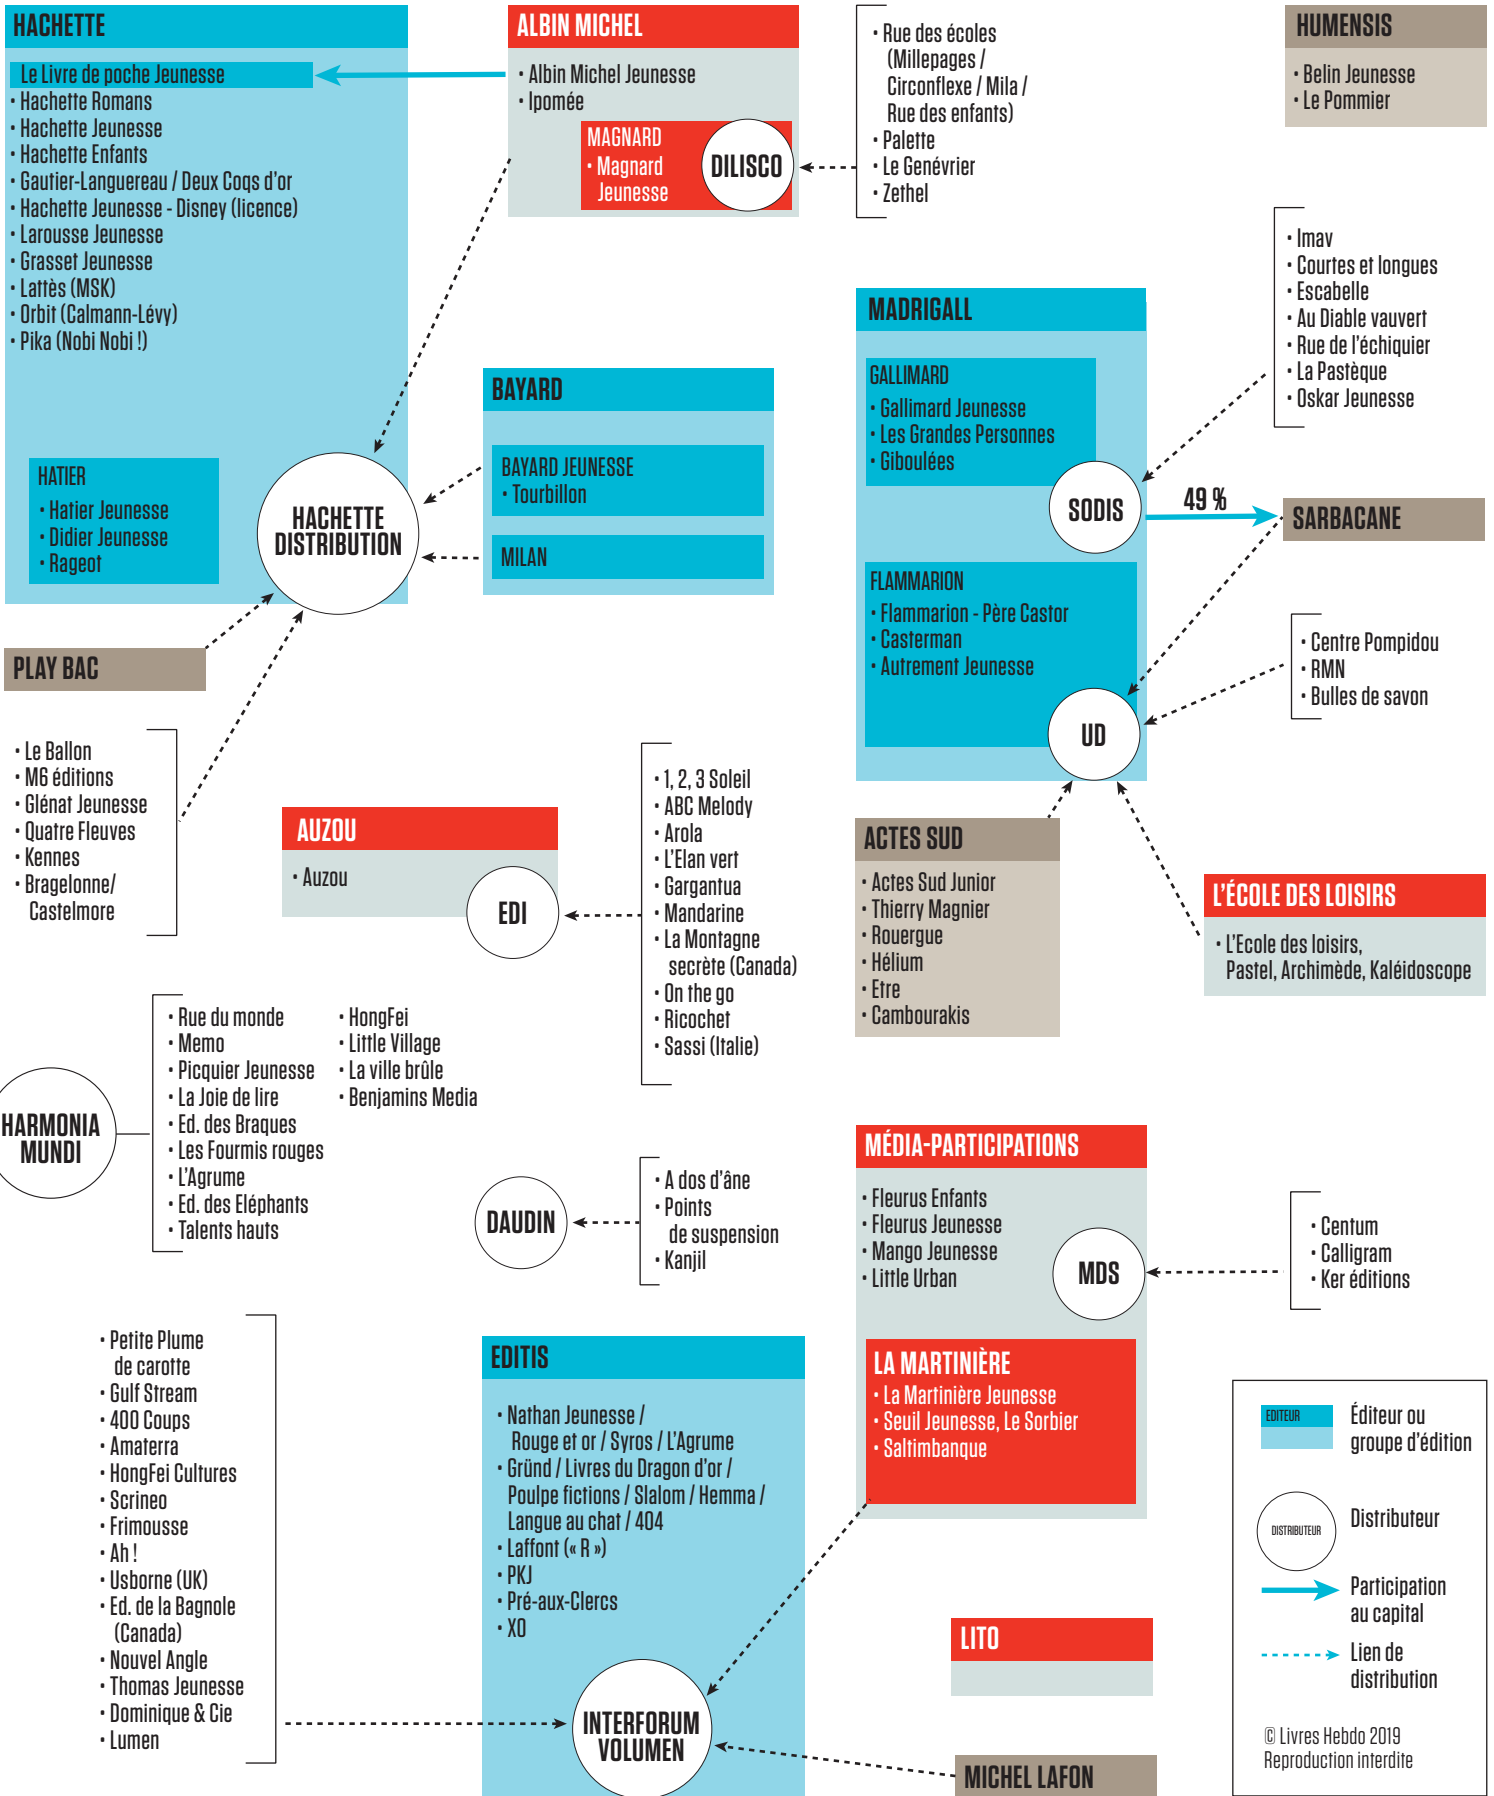 HACHETTE
Le Livre de poche Jeunesse
• Hachette Romans
• Hachette Jeunesse
• Hachette Enfants
• Gautier-Languereau / Deux Coqs d'or
• Hachette Jeunesse - Disney (licence)
• Larousse Jeunesse
• Grasset Jeunesse
• Lattès (MSK)
• Orbit (Calmann-Lévy)
• Pika (Nobi Nobi !)
HATIER
• Hatier Jeunesse
• Didier Jeunesse
• Rageot
HACHETTE
DISTRIBUTION
ALBIN MICHEL
• Albin Michel Jeunesse
• Ipomée
MAGNARD
• Magnard
Jeunesse
DILISCO
• Rue des écoles
(Millepages /
Circonflexe / Mila /
Rue des enfants)
• Palette
• Le Genévrier
• Zethel
HUMENSIS
• Belin Jeunesse
• Le Pommier
BAYARD
BAYARD JEUNESSE
• Tourbillon
MILAN
MADRIGALL
GALLIMARD
• Gallimard Jeunesse
• Les Grandes Personnes
• Giboulées
SODIS
49 %
SARBACANE
FLAMMARION
• Flammarion - Père Castor
• Casterman
• Autrement Jeunesse
UD
• Imav
• Courtes et longues
• Escabelle
• Au Diable vauvert
• Rue de l'échiquier
• La Pastèque
• Oskar Jeunesse
• Centre Pompidou
• RMN
• Bulles de savon
PLAY BAC
• Le Ballon
• M6 éditions
• Glénat Jeunesse
• Quatre Fleuves
• Kennes
• Bragelonne/
Castelmore
AUZOU
• Auzou
EDI
• 1, 2, 3 Soleil
• ABC Melody
• Arola
• L'Elan vert
• Gargantua
• Mandarine
• La Montagne
secrète (Canada)
• On the go
• Ricochet
• Sassi (Italie)
ACTES SUD
• Actes Sud Junior
• Thierry Magnier
• Rouergue
• Hélium
• Etre
• Cambourakis
L'ÉCOLE DES LOISIRS
• L'Ecole des loisirs,
Pastel, Archimède, Kaléidoscope
HARMONIA
MUNDI
• Rue du monde
• Memo
• Picquier Jeunesse
• La Joie de lire
• Ed. des Braques
• Les Fourmis rouges
• L'Agrume
• Ed. des Eléphants
• Talents hauts
• HongFei
• Little Village
• La ville brûle
• Benjamins Media
DAUDIN
• A dos d'âne
• Points
de suspension
• Kanjil
MÉDIA-PARTICIPATIONS
• Fleurus Enfants
• Fleurus Jeunesse
• Mango Jeunesse
• Little Urban
MDS
LA MARTINIÈRE
• La Martinière Jeunesse
• Seuil Jeunesse, Le Sorbier
• Saltimbanque
• Centum
• Calligram
• Ker éditions
• Petite Plume
de carotte
• Gulf Stream
• 400 Coups
• Amaterra
• HongFei Cultures
• Scrineo
• Frimousse
• Ah !
• Usborne (UK)
• Ed. de la Bagnole
(Canada)
• Nouvel Angle
• Thomas Jeunesse
• Dominique & Cie
• Lumen
EDITIS
• Nathan Jeunesse /
Rouge et or / Syros / L'Agrume
• Gründ / Livres du Dragon d'or /
Poulpe fictions / Slalom / Hemma /
Langue au chat / 404
• Laffont (« R »)
• PKJ
• Pré-aux-Clercs
• XO
INTERFORUM
VOLUMEN
LITO
MICHEL LAFON
EDITEUR
Éditeur ou
groupe d'édition
DISTRIBUTEUR
Distributeur
Participation
au capital
Lien de
distribution
© Livres Hebdo 2019
Reproduction interdite